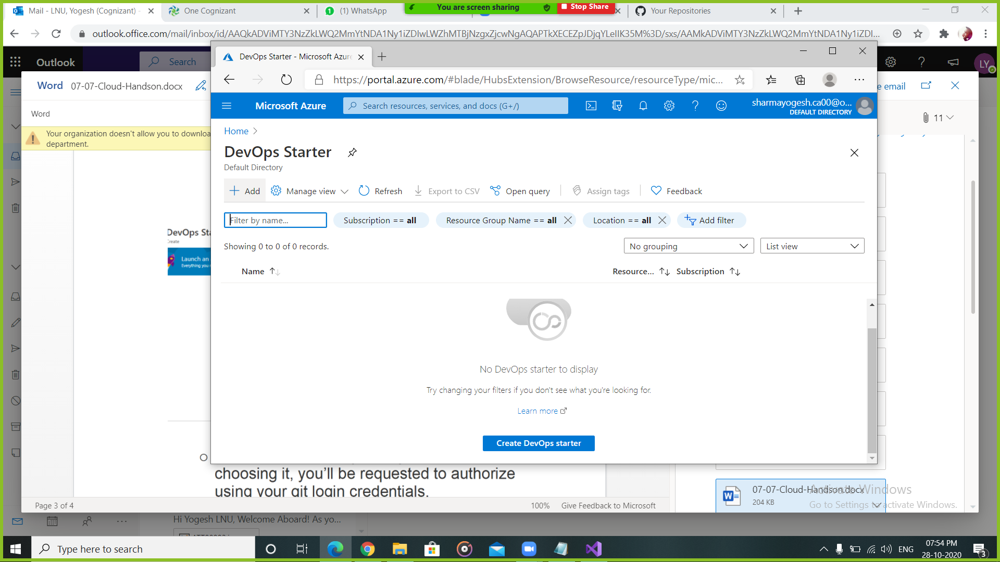 Mail - LNU, Yogesh (Cognizant) -
One Cognizant
1
(1) WhatsApp
You are screen sharing
Stop Share
Your Repositories
outlook.office.com/mail/inbox/id/AAQkADViMTY3NzZkLWQ2MmYtNDA1Ny1iZDIwLWZhMTBjNzgxZjcwNgAQAPTkXECEZpJDjqYLeIIK35M%3D/sxs/AAMkADViMTY3NzZkLWQ2MmYtNDA1Ny1iZDI...
Outlook
Search
LY
DevOps Starter - Microsoft Azure
Word
07-07-Cloud-Handson.docx
https://portal.azure.com/#blade/HubsExtension/BrowseResource/resourceType/mic...
e email
Word
11
Your organization doesn't allow you to downloa
department.
Microsoft Azure
Search resources, services, and docs (G+/)
sharmayogesh.ca00@o...
DEFAULT DIRECTORY
Home
DevOps Starter
Default Directory
Add
Manage view
Refresh
Export to CSV
Open query
Assign tags
Feedback
Filter by name...
Subscription == all
Resource Group Name == all
Location == all
Add filter
Showing 0 to 0 of 0 records.
No grouping
List view
Name
Resource...
Subscription
DevOps Sta
Create
Launch an
Everything you
No DevOps starter to display
Try changing your filters if you don't see what you're looking for.
Learn more
Create DevOps starter
choosing it, you'll be requested to authorize
using your git login credentials.
Page 3 of 4
100%
Give Feedback to Microsoft
07-07-Cloud-Handson.docx
204 KB
Activate Windows
Go to Settings to activate Windows.
Hi Yogesh LNU, Welcome Aboard! As yo...
Type here to search
ENG
07:54 PM
28-10-2020
3